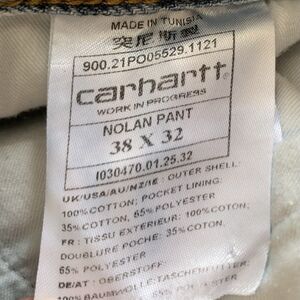 MADE IN TUNISIA
突尼斯製
900.21PO05529.1121
carhartt
WORK IN PROGRESS
NOLAN PANT
38 X 32
I030470.01.25.32
UK/USA/AU/NZ/IE : OUTER SHELL:
100%COTTON; POCKET LINING:
35% COTTON, 65% POLYESTER
FR : TISSU EXTERIEUR: 100%COTON;
DOUBLURE POCHE: 35% COTON,
65% POLYESTER
DE/AT : OBERSTOFF:
100% BAUMWOLLE;TASCHENFUTTER: